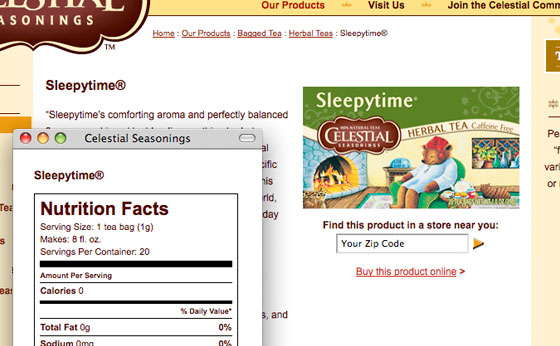 CELESTIAL
SEASONINGS
TM
Our Products
Visit Us
Join the Celestial Comm
Home : Our Products : Bagged Tea : Herbal Teas : Sleepytime®
Sleepytime®
"Sleepytime's comforting aroma and perfectly balanced
Celestial Seasonings
Sleepytime®
Nutrition Facts
Serving Size: 1 tea bag (1g)
Makes: 8 fl. oz.
Servings Per Container: 20
Amount Per Serving
Calories 0
% Daily Value*
Total Fat 0g 0%
Sodium 0mg 0%
al
cific
his
rld,
day
s, and
Sleepytime®
100% NATURAL TEAS
CELESTIAL
SEASONINGS
HERBAL TEA Caffeine Free
20 TEA BAGS
Find this product in a store near you:
Your Zip Code
Buy this product online >
T
Pe
"f
vari
or
Tea
s
eas